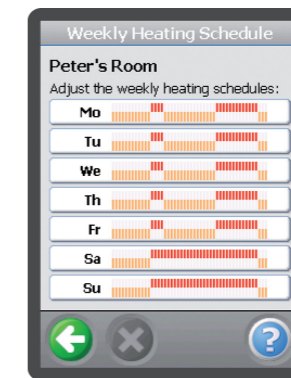 Weekly Heating Schedule
Peter's Room
Adjust the weekly heating schedules:
Mo
Tu
We
Th
Fr
Sa
Su
?